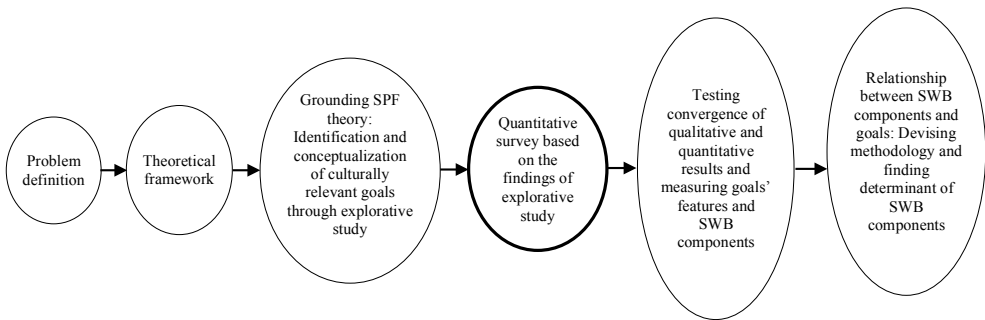 Problem
definition
Theoretical
framework
Grounding SPF
theory:
Identification and
conceptualization
of culturally
relevant goals
through explorative
study
Quantitative
survey based
on the
findings of
explorative
study
Testing
convergence of
qualitative and
quantitative
results and
measuring goals’
features and
SWB
components
Relationship
between SWB
components and
goals: Devising
methodology and
finding
determinant of
SWB
components